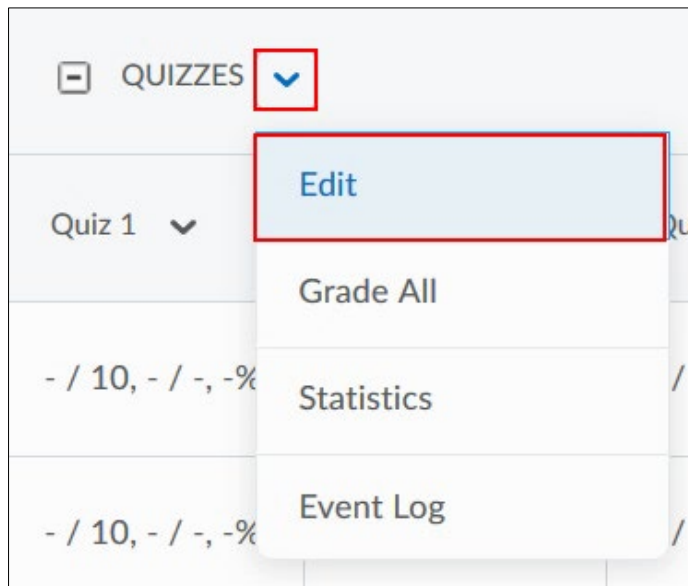 QUIZZES
Edit
Quiz 1
Grade All
- / 10, - / -, -%
/
Statistics
Event Log
- / 10, - / -, -%
/